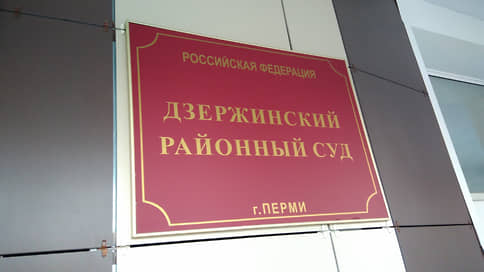 РОССИЙСКАЯ ФЕДЕРАЦИЯ
ДЗЕРЖИНСКИЙ
РАЙОННЫЙ СУД
г. ПЕРМИ